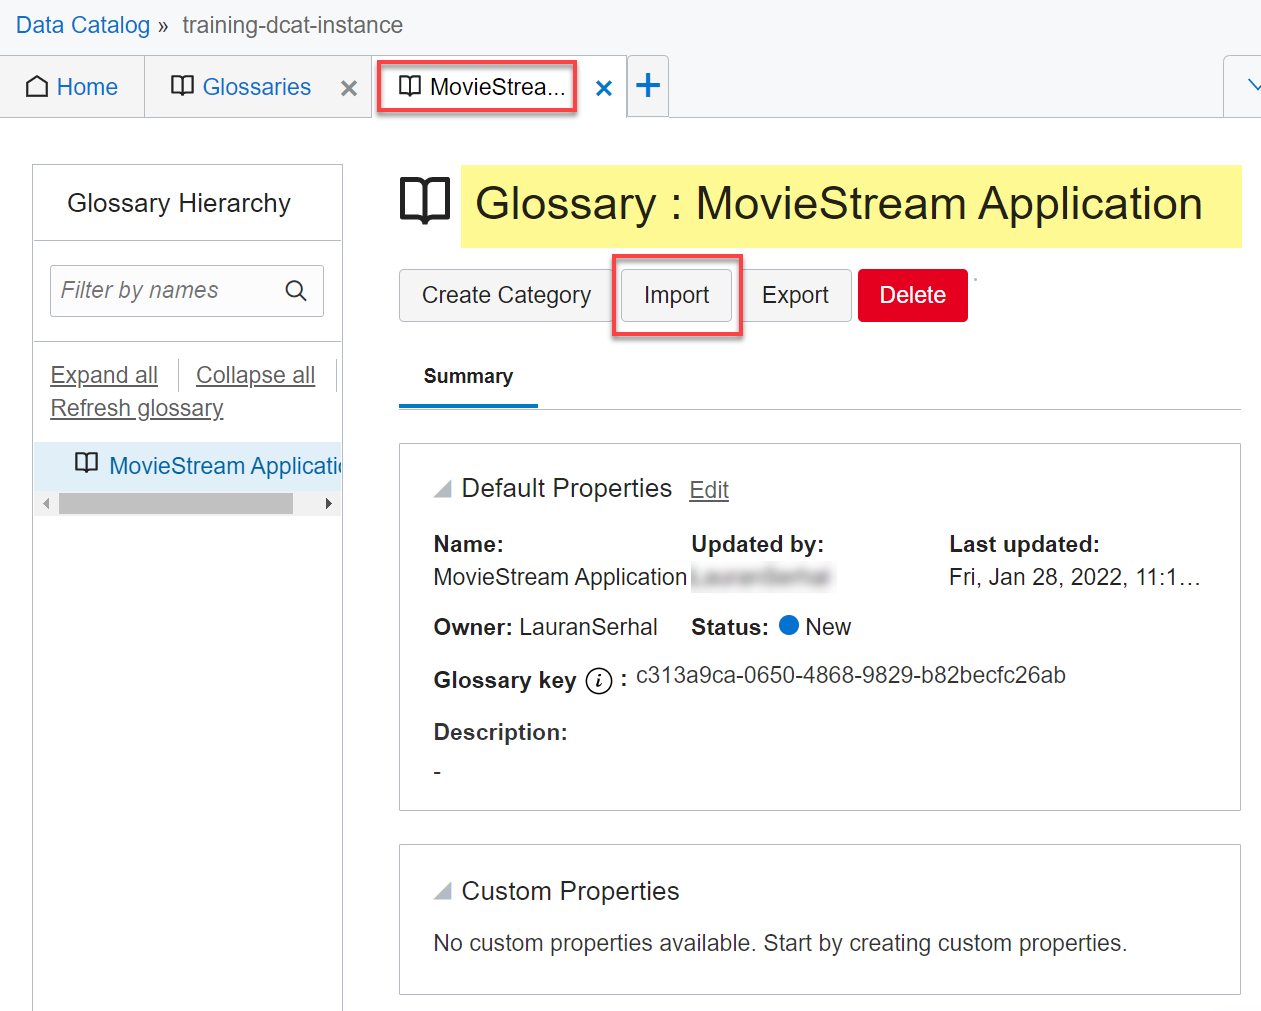 Data Catalog » training-dcat-instance
Home
Glossaries
MovieStrea...
Glossary Hierarchy
Filter by names
Expand all
Collapse all
Refresh glossary
MovieStream Applicati
Glossary : MovieStream Application
Create Category
Import
Export
Delete
Summary
Default Properties Edit
Name:
MovieStream Application
Updated by:
Last updated:
Fri, Jan 28, 2022, 11:1...
Owner: LauranSerhal
Status: New
Glossary key i : c313a9ca-0650-4868-9829-b82becfc26ab
Description:
-
Custom Properties
No custom properties available. Start by creating custom properties.